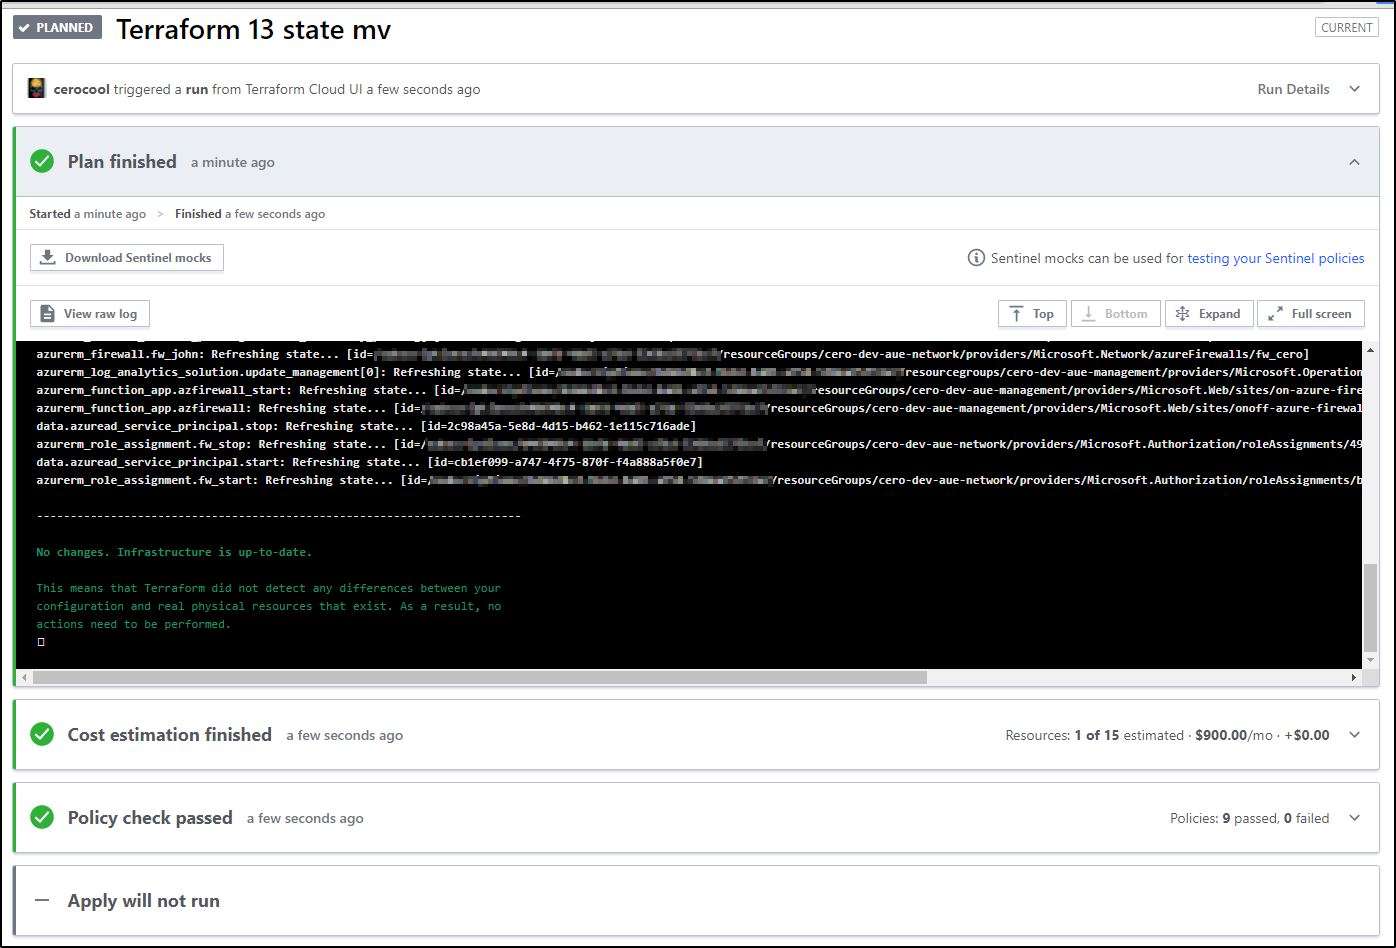 PLANNED Terraform 13 state mv CURRENT
cerocool triggered a run from Terraform Cloud UI a few seconds ago Run Details
Plan finished a minute ago
Started a minute ago > Finished a few seconds ago
Download Sentinel mocks Sentinel mocks can be used for testing your Sentinel policies
View raw log Top Bottom Expand Full screen
azurerm_firewall.fw_john: Refreshing state... [id=/resourceGroups/cero-dev-aue-network/providers/Microsoft.Network/azureFirewalls/fw_cero]
azurerm_log_analytics_solution.update_management[0]: Refreshing state... [id=/resourcegroups/cero-dev-aue-management/providers/Microsoft.Operation
azurerm_function_app.azfirewall_start: Refreshing state... [id=/resourceGroups/cero-dev-aue-management/providers/Microsoft.Web/sites/on-azure-fire
azurerm_function_app.azfirewall: Refreshing state... [id=/resourceGroups/cero-dev-aue-management/providers/Microsoft.Web/sites/onoff-azure-firewal
data.azuread_service_principal.stop: Refreshing state... [id=2c98a45a-5e8d-4d15-b462-1e115c716ade]
azurerm_role_assignment.fw_stop: Refreshing state... [id=/resourceGroups/cero-dev-aue-network/providers/Microsoft.Authorization/roleAssignments/49
data.azuread_service_principal.start: Refreshing state... [id=cb1ef099-a747-4f75-870f-f4a888a5f0e7]
azurerm_role_assignment.fw_start: Refreshing state... [id=/resourceGroups/cero-dev-aue-network/providers/Microsoft.Authorization/roleAssignments/b
------------------------------------------------------------------------
No changes. Infrastructure is up-to-date.
This means that Terraform did not detect any differences between your
configuration and real physical resources that exist. As a result, no
actions need to be performed.
Cost estimation finished a few seconds ago Resources: 1 of 15 estimated · $900.00/mo · +$0.00
Policy check passed a few seconds ago Policies: 9 passed, 0 failed
Apply will not run